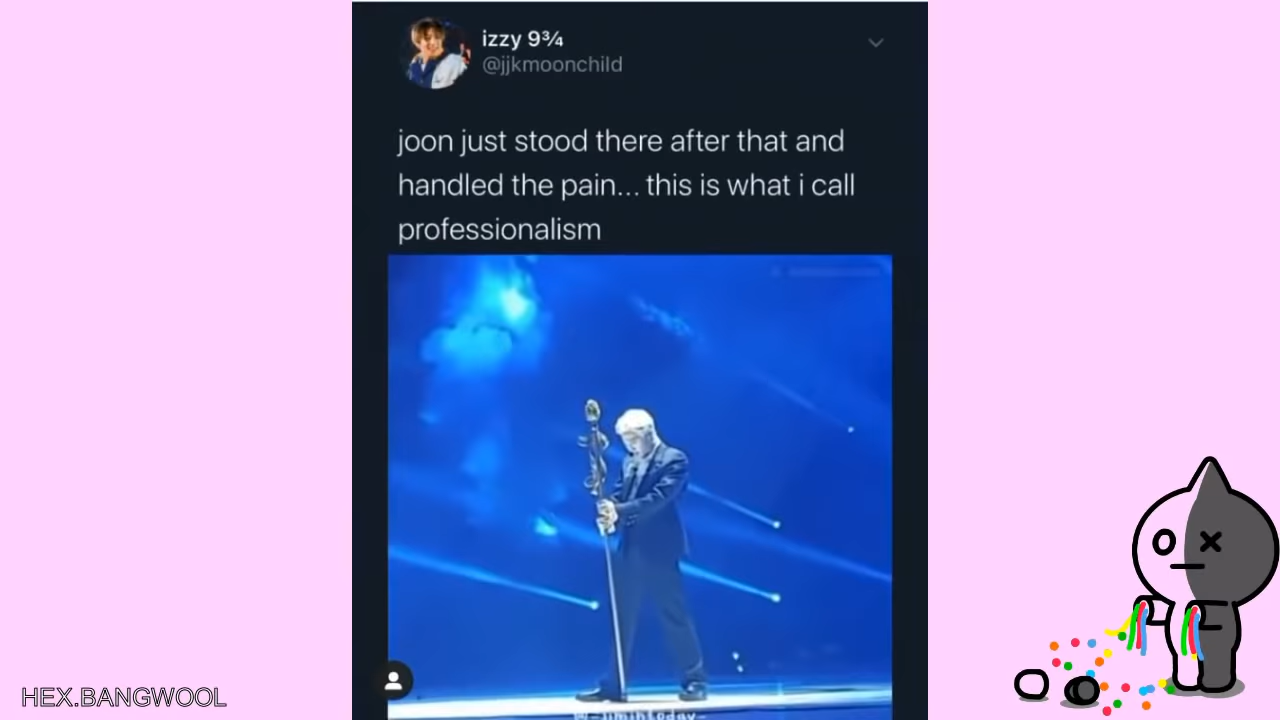 izzy 9¾
@jjkmoonchild
joon just stood there after that and
handled the pain... this is what i call
professionalism
HEX.BANGWOOL